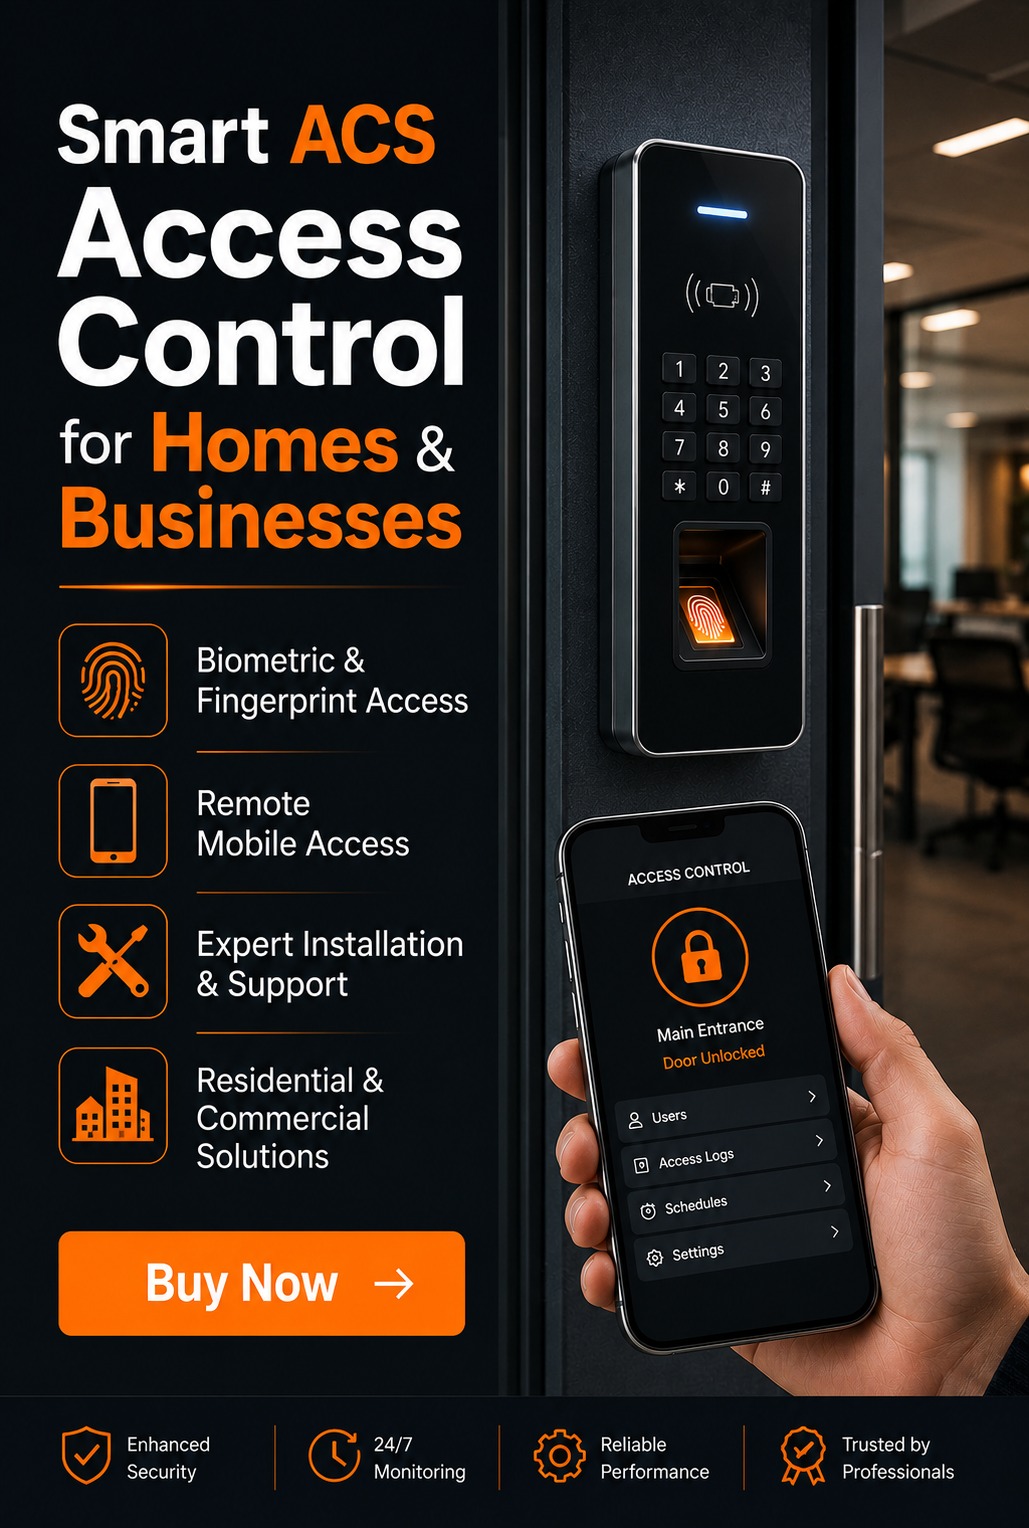 Smart ACS
Access
Control
for Homes &
Businesses
Biometric &
Fingerprint Access
Remote
Mobile Access
Expert Installation
& Support
Residential &
Commercial
Solutions
Buy Now
1 2 3
4 5 6
7 8 9
* 0 #
ACCESS CONTROL
Main Entrance
Door Unlocked
Users
Access Logs
Schedules
Settings
Enhanced
Security
24/7
Monitoring
Reliable
Performance
Trusted by
Professionals